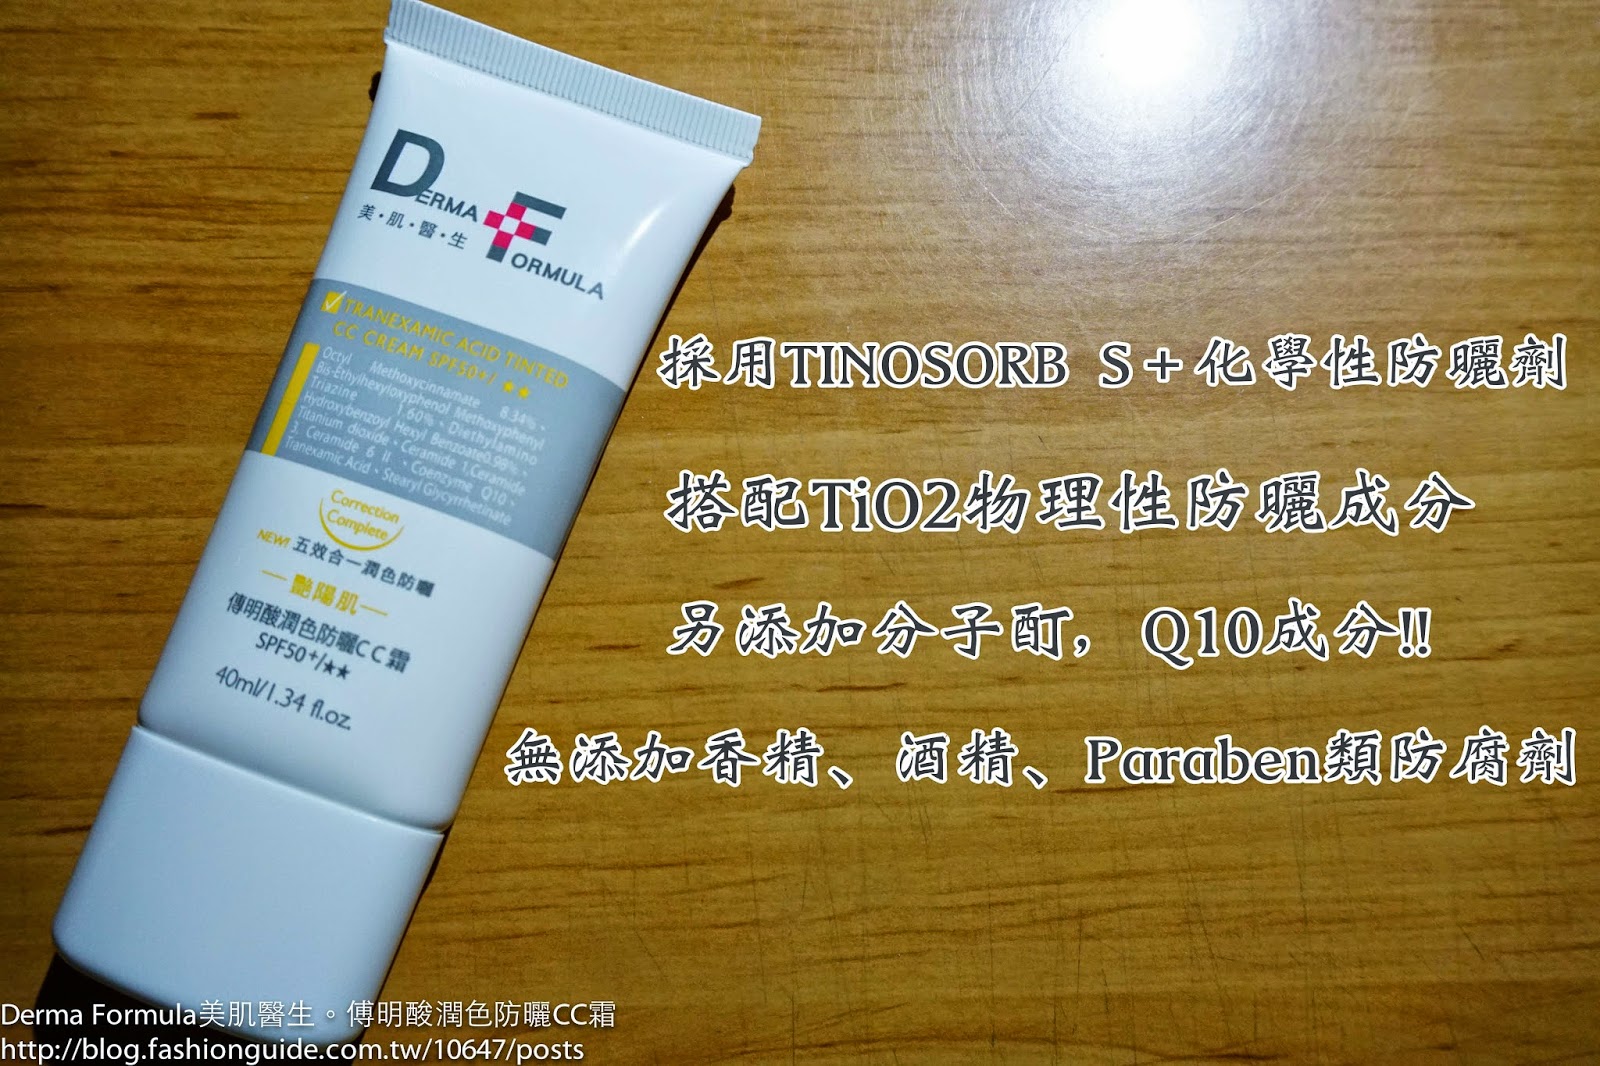 DERMA
美・肌・醫・生
FORMULA
TRANEXAMIC ACID TINTED
CC CREAM SPF50+/★★
Octyl Methoxycinnamate 8.34%、
Bis-Ethylhexyloxyphenol Methoxyphenyl
Triazine 1.60%、Diethylamino
Hydroxybenzoyl Hexyl Benzoate0.98%、
Titanium dioxide、Ceramide 1,Ceramide
3、Ceramide 6 II、Coenzyme Q10、
Tranexamic Acid、Stearyl Glycyrrhetinate
Correction
Complete
NEW! 五效合一潤色防曬
—艷陽肌—
傳明酸潤色防曬CC霜
SPF50+/★★
40ml/1.34 fl.oz.
採用TINOSORB S+化學性防曬劑
搭配TiO2物理性防曬成分
另添加分子酊，Q10成分!!
無添加香精、酒精、Paraben類防腐劑
Derma Formula美肌醫生。傅明酸潤色防曬CC霜
http://blog.fashionguide.com.tw/10647/posts